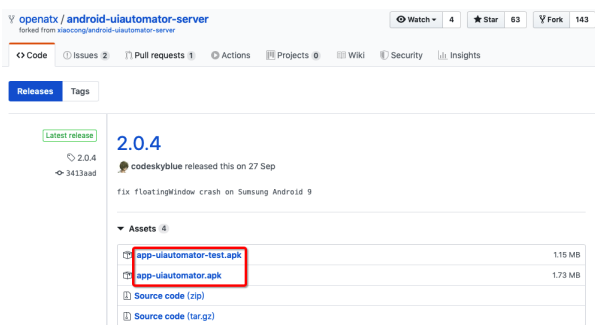 openatx / android-uiautomator-server
forked from xiaocong/android-uiautomator-server
Watch 4 Star 63 Fork 143
Code Issues 2 Pull requests 1 Actions Projects 0 Wiki Security Insights
Releases Tags
Latest release
2.0.4
3413aad
2.0.4
codeskyblue released this on 27 Sep
fix floatingWindow crash on Sumsung Android 9
Assets 4
app-uiautomator-test.apk 1.15 MB
app-uiautomator.apk 1.73 MB
Source code (zip)
Source code (tar.gz)